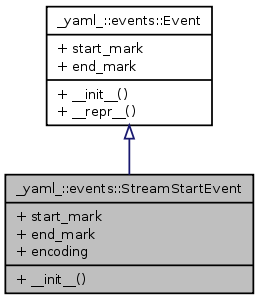 _yaml_::events::Event
+ start_mark
+ end_mark
+ __init__()
+ __repr__()
_yaml_::events::StreamStartEvent
+ start_mark
+ end_mark
+ encoding
+ __init__()